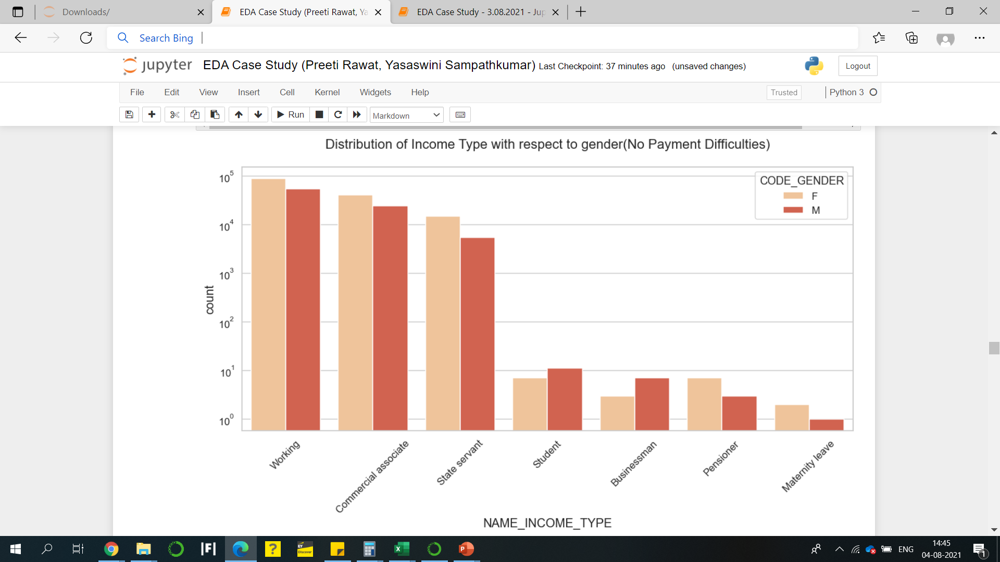 Downloads/
EDA Case Study (Preeti Rawat, Ya
EDA Case Study - 3.08.2021 - Jup
Search Bing
jupyter EDA Case Study (Preeti Rawat, Yasaswini Sampathkumar) Last Checkpoint: 37 minutes ago (unsaved changes)
Logout
File Edit View Insert Cell Kernel Widgets Help
Trusted
Python 3
Run
Markdown
Distribution of Income Type with respect to gender(No Payment Difficulties)
CODE_GENDER
F
M
10^5
10^4
10^3
10^2
10^1
10^0
count
Working
Commercial associate
State servant
Student
Businessman
Pensioner
Maternity leave
NAME_INCOME_TYPE
|F|
?
EY
Discover
X
P
ENG
14:45
04-08-2021
1